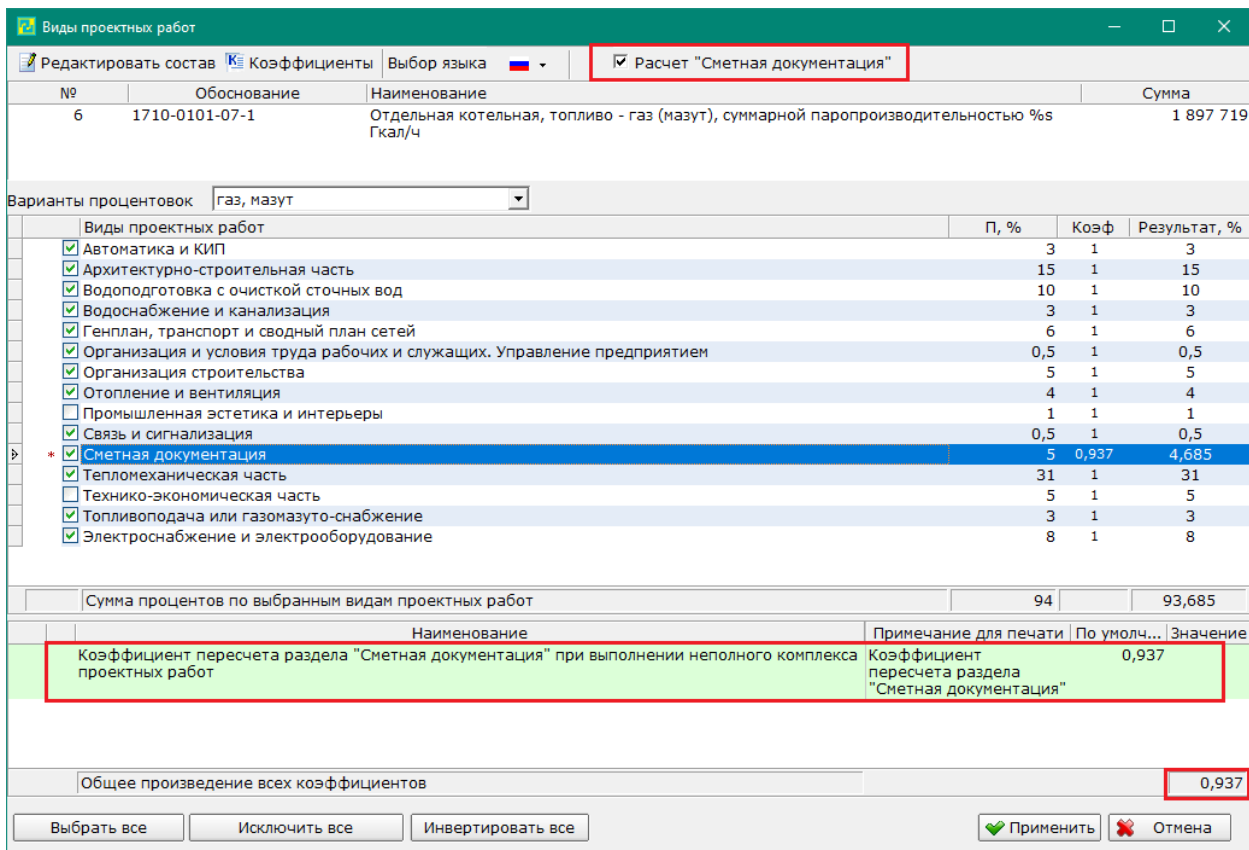 Виды проектных работ
Редактировать состав Коэффициенты Выбор языка Расчет "Сметная документация"
№ Обоснование Наименование Сумма
6 1710-0101-07-1 Отдельная котельная, топливо - газ (мазут), суммарной паропроизводительностью %s 1 897 719
Гкал/ч
Варианты процентовок газ, мазут
Виды проектных работ П, % Коэф Результат, %
Автоматика и КИП 3 1 3
Архитектурно-строительная часть 15 1 15
Водоподготовка с очисткой сточных вод 10 1 10
Водоснабжение и канализация 3 1 3
Генплан, транспорт и сводный план сетей 6 1 6
Организация и условия труда рабочих и служащих. Управление предприятием 0,5 1 0,5
Организация строительства 5 1 5
Отопление и вентиляция 4 1 4
Промышленная эстетика и интерьеры 1 1 1
Связь и сигнализация 0,5 1 0,5
* Сметная документация 5 0,937 4,685
Тепломеханическая часть 31 1 31
Технико-экономическая часть 5 1 5
Топливоподача или газомазуто-снабжение 3 1 3
Электроснабжение и электрооборудование 8 1 8
Сумма процентов по выбранным видам проектных работ 94 93,685
Наименование Примечание для печати По умолч... Значение
Коэффициент пересчета раздела "Сметная документация" при выполнении неполного комплекса Коэффициент 0,937
проектных работ пересчета раздела
"Сметная документация"
Общее произведение всех коэффициентов 0,937
Выбрать все Исключить все Инвертировать все Применить Отмена